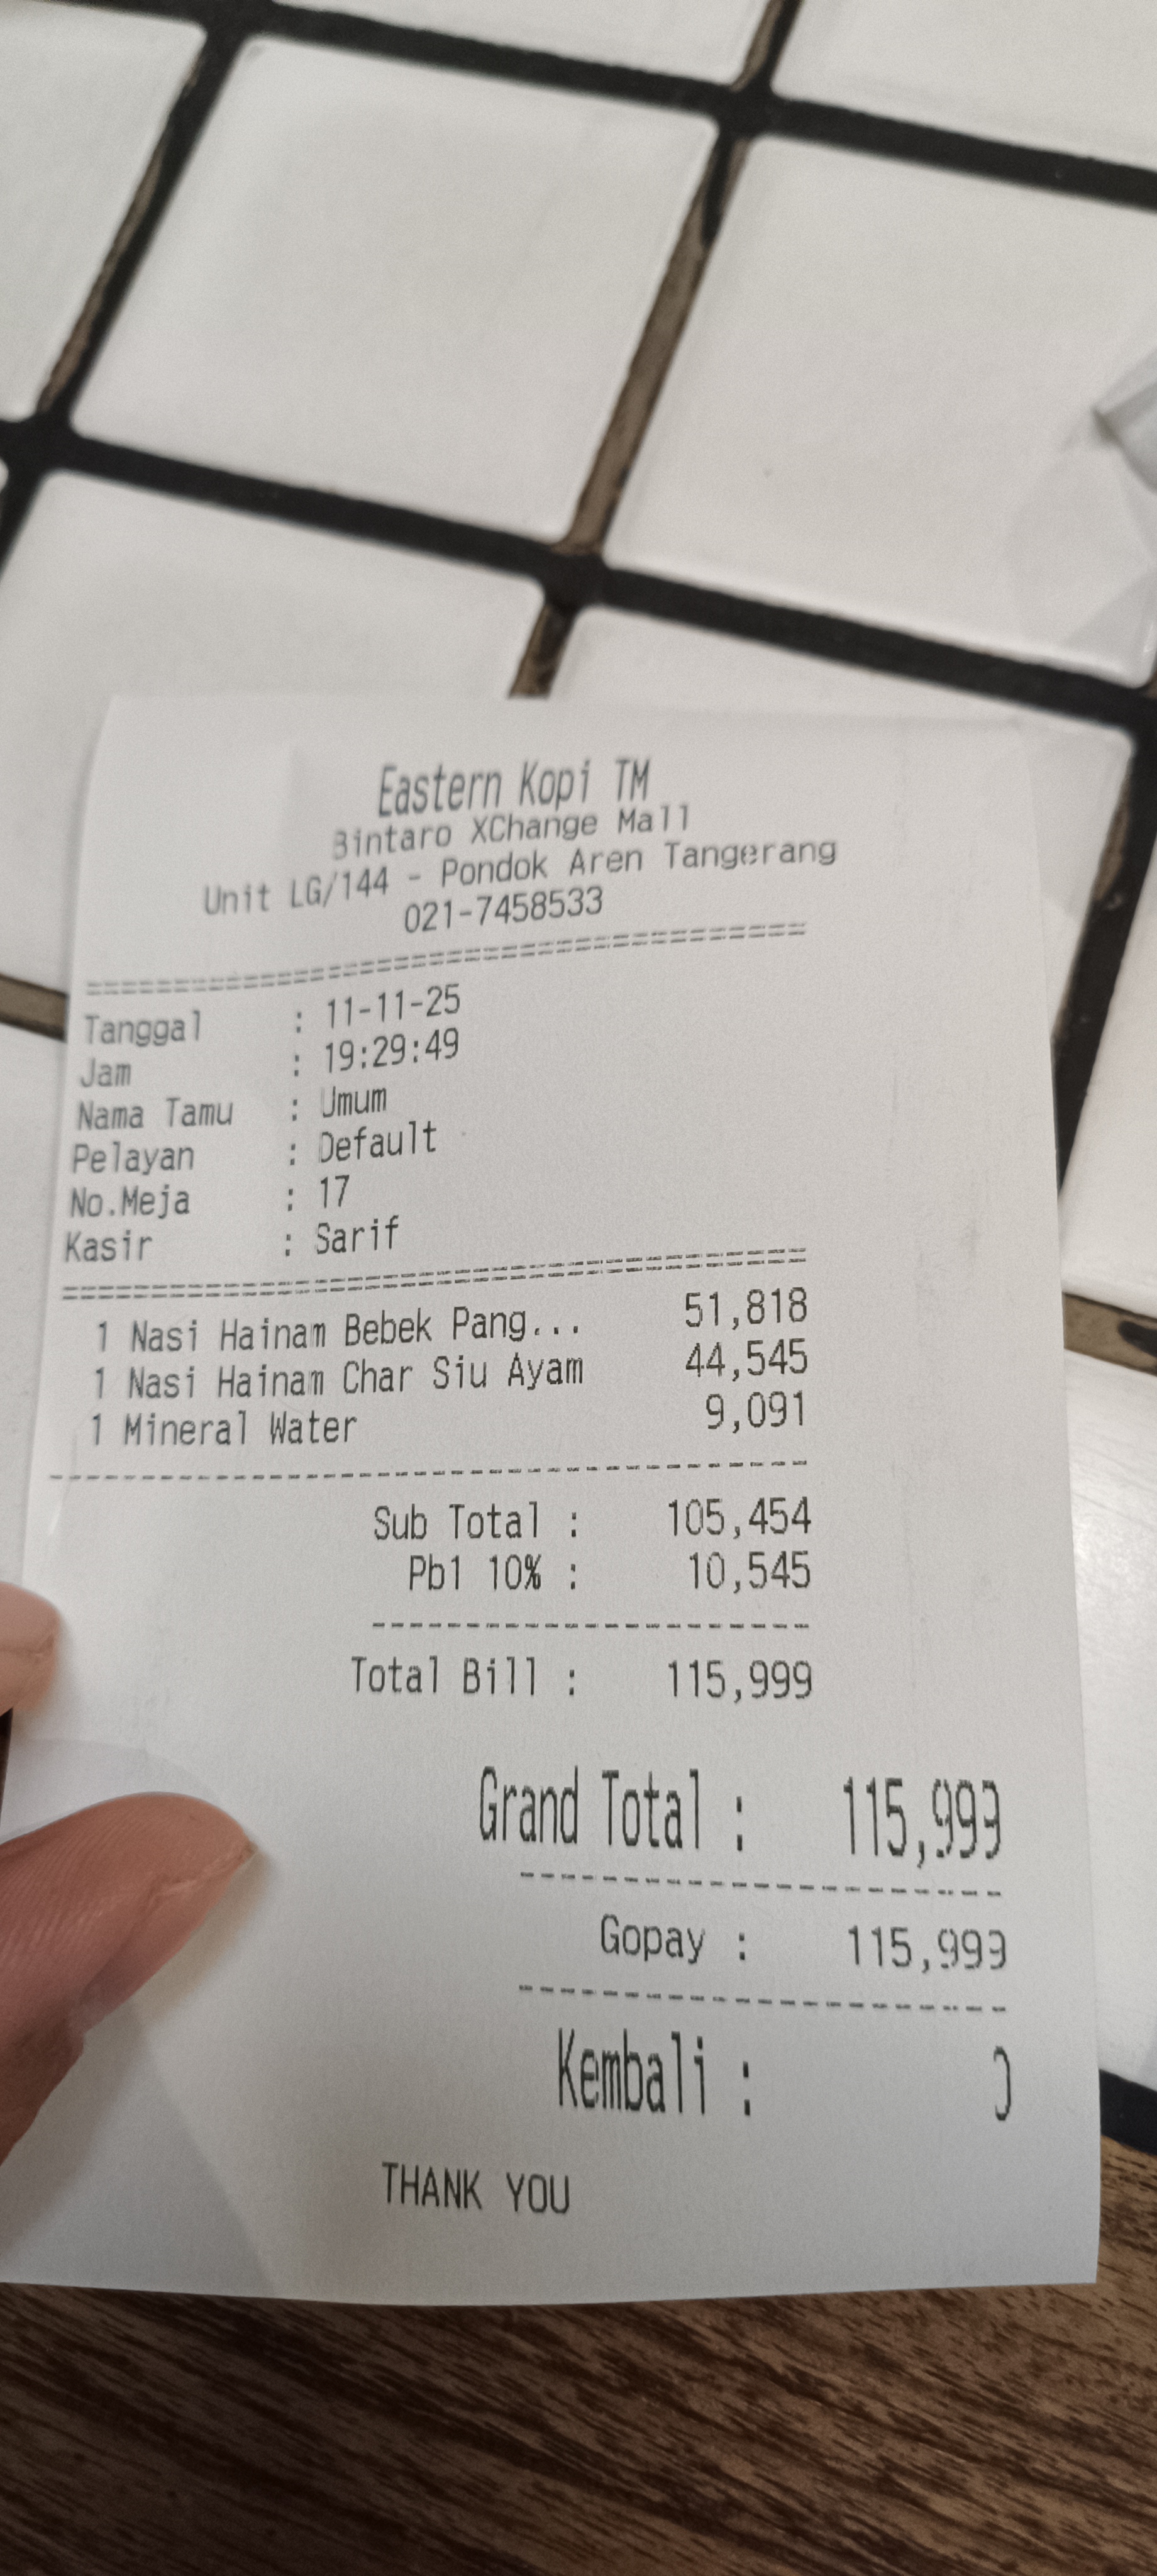 Eastern Kopi TM
Bintaro XChange Mall
Unit LG/144 - Pondok Aren Tangerang
021-7458533
Tanggal : 11-11-25
Jam : 19:29:49
Nama Tamu : Umum
Pelayan : Default
No.Meja : 17
Kasir : Sarif
1 Nasi Hainam Bebek Pang... 51,818
1 Nasi Hainam Char Siu Ayam 44,545
1 Mineral Water 9,091
Sub Total : 105,454
Pb1 10% : 10,545
Total Bill : 115,999
Grand Total : 115,999
Gopay : 115,999
Kembali : 0
THANK YOU